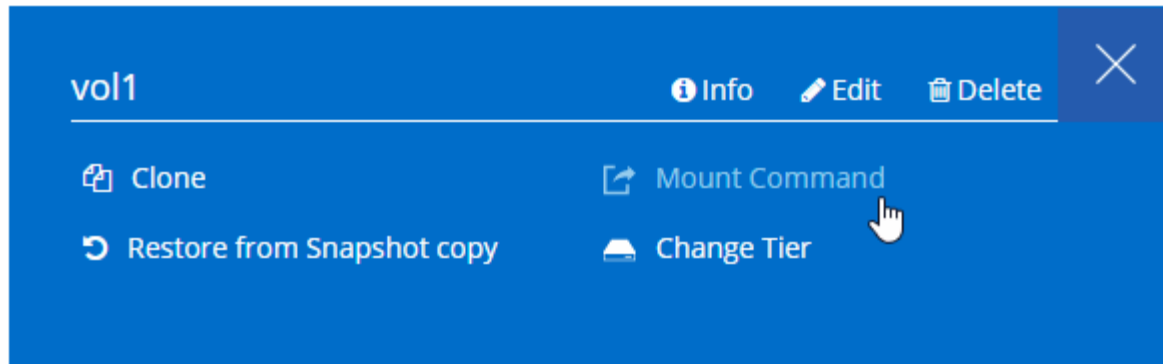 vol1 Info Edit Delete
Clone Mount Command
Restore from Snapshot copy Change Tier